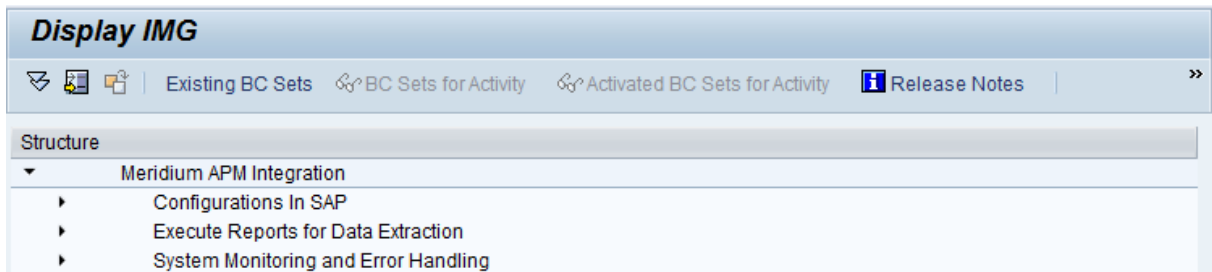 Display IMG
Existing BC Sets BC Sets for Activity Activated BC Sets for Activity Release Notes
Structure
Meridium APM Integration
Configurations In SAP
Execute Reports for Data Extraction
System Monitoring and Error Handling